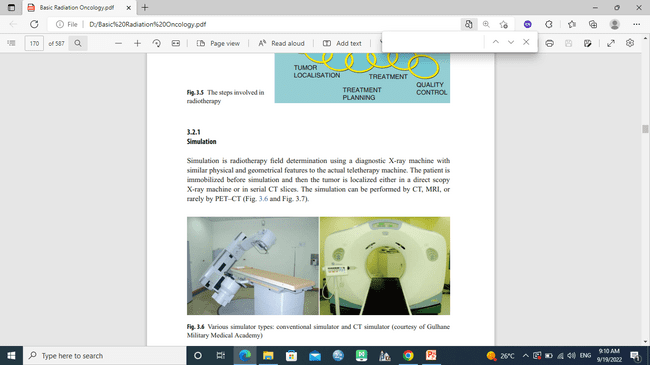 Basic Radiation Oncology.pdf
File
D:/Basic%20Radiation%20Oncology.pdf
170 of 587
Page view
Read aloud
Add text
TUMOR
LOCALISATION
TREATMENT
TREATMENT
PLANNING
QUALITY
CONTROL
Fig. 3.5 The steps involved in
radiotherapy
3.2.1
Simulation
Simulation is radiotherapy field determination using a diagnostic X-ray machine with
similar physical and geometrical features to the actual teletherapy machine. The patient is
immobilized before simulation and then the tumor is localized either in a direct scopy
X-ray machine or in serial CT slices. The simulation can be performed by CT, MRI, or
rarely by PET–CT (Fig. 3.6 and Fig. 3.7).
Fig. 3.6 Various simulator types: conventional simulator and CT simulator (courtesy of Gulhane
Military Medical Academy)
Type here to search
26°C
ENG
9:10 AM
9/19/2022